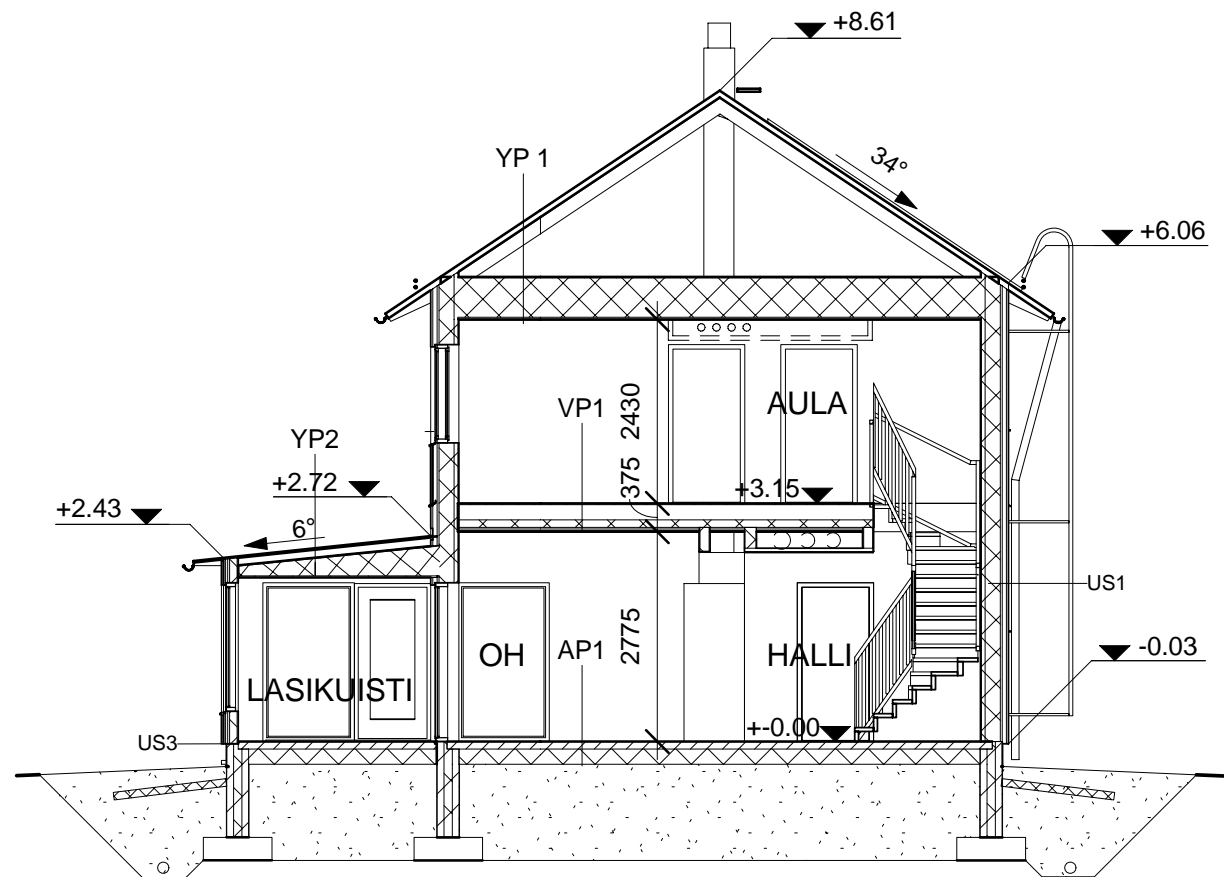 +8.61
YP 1
34°
+6.06
2430
AULA
VP1
YP2
375
+2.72
+3.15
+2.43
6°
US1
2775
OH
AP1
HALLI
-0.03
LASIKUISTI
+-0.00
US3